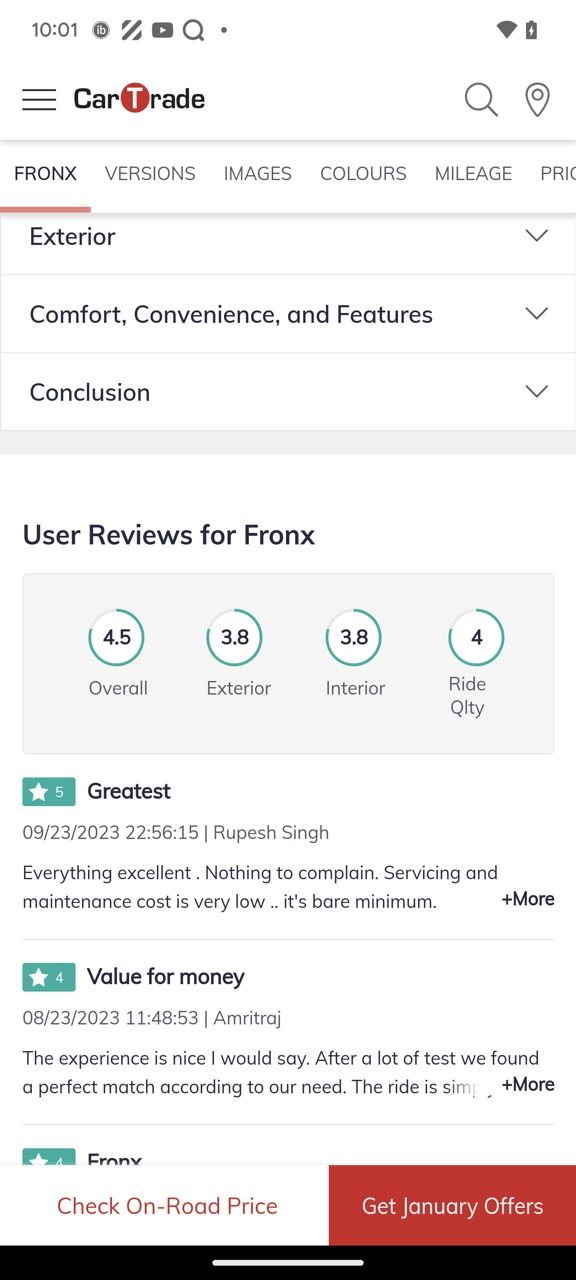 10:01
CarTrade
FRONX VERSIONS IMAGES COLOURS MILEAGE PRIC
Exterior
Comfort, Convenience, and Features
Conclusion
User Reviews for Fronx
4.5 3.8 3.8 4
Overall Exterior Interior Ride
Qlty
5 Greatest
09/23/2023 22:56:15 | Rupesh Singh
Everything excellent . Nothing to complain. Servicing and
maintenance cost is very low .. it's bare minimum. +More
4 Value for money
08/23/2023 11:48:53 | Amritraj
The experience is nice I would say. After a lot of test we found
a perfect match according to our need. The ride is +More
4 Fronx
Check On-Road Price Get January Offers